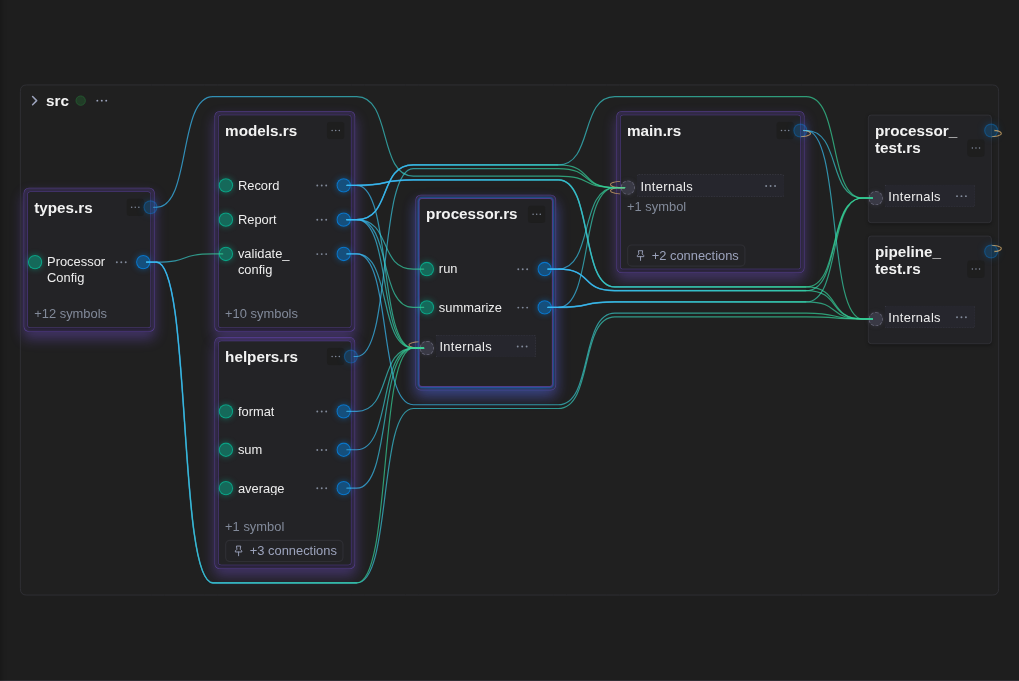 src
types.rs
Processor
Config
+12 symbols
models.rs
Record
Report
validate_
config
+10 symbols
helpers.rs
format
sum
average
+1 symbol
+3 connections
processor.rs
run
summarize
Internals
main.rs
Internals
+1 symbol
+2 connections
processor_
test.rs
Internals
pipeline_
test.rs
Internals